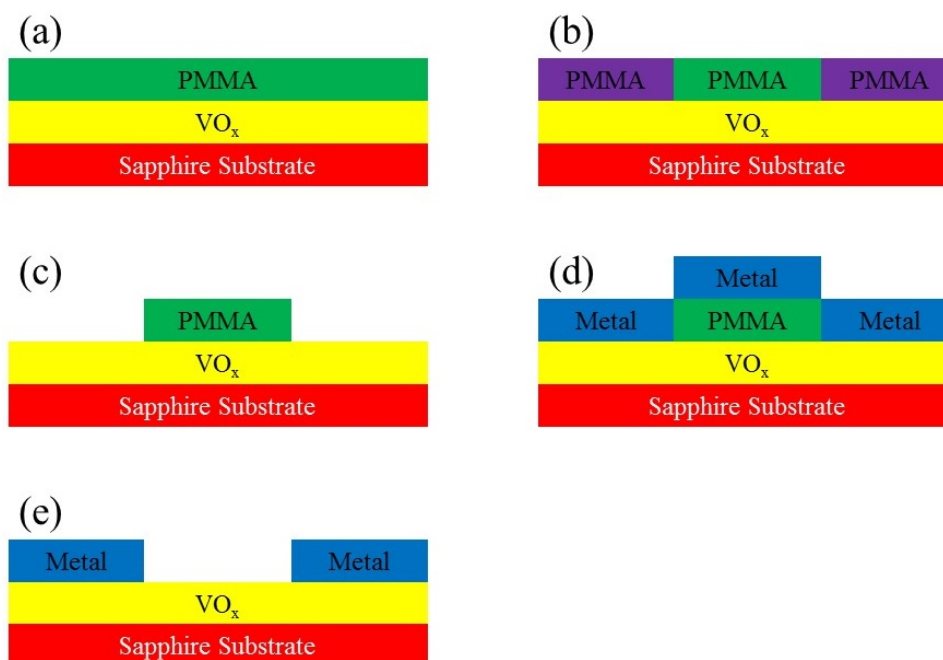 (a)
PMMA
VOₓ
Sapphire Substrate
(b)
PMMA PMMA PMMA
VOₓ
Sapphire Substrate
(c)
PMMA
VOₓ
Sapphire Substrate
(d)
Metal
Metal PMMA Metal
VOₓ
Sapphire Substrate
(e)
Metal Metal
VOₓ
Sapphire Substrate